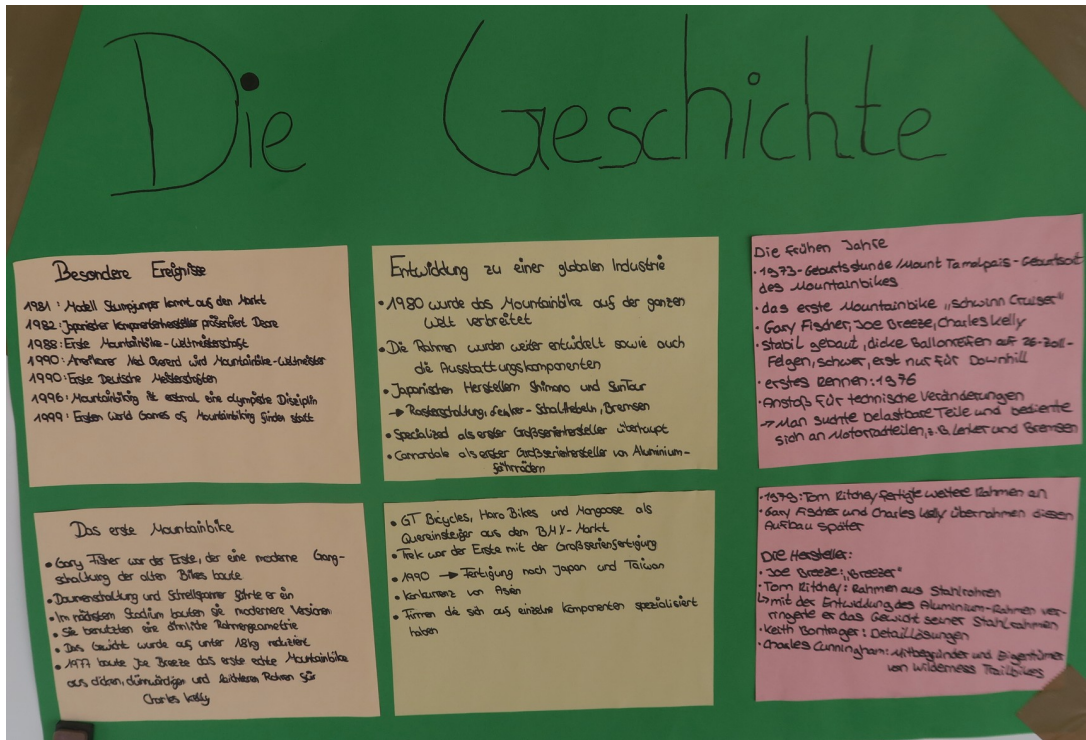 Die Geschichte
Besondere Ereignisse
1981: Modell Stumpjumper kommt auf den Markt
1982: Japanischer Komponentenhersteller präsentiert Deore
1988: Erste Mountainbike-Weltmeisterschaft
1990: Amerikaner Ned Overend wird Mountainbike-Weltmeister
1990: Erste Deutsche Meisterschaften
1996: Mountainbiking ist erstmal eine olympische Disziplin
1999: Ersten World Games of Mountainbiking finden statt
Entwicklung zu einer globalen Industrie
• 1980 wurde das Mountainbike auf der ganzen
Welt verbreitet
• Die Rahmen wurden weiter entwickelt sowie auch
die Ausstattungskomponenten
• Japanischen Herstellern Shimano und SunTour
→ Rasterschaltung, Lenker-Schalthebeln, Bremsen
• Specialized als erster Großserienhersteller überhaupt
• Cannondale als erster Großserienhersteller von Aluminium-
fahrrädern
Die frühen Jahre
• 1973-Geburtsstunde/Mount Tamalpais-Geburtsort
des Mountainbikes
• das erste Mountainbike „Schwinn Cruiser"
• Gary Fischer, Joe Breeze, Charles Kelly
• stabil gebaut, dicke Ballonreifen auf 26-Zoll-
Felgen, schwer, erst nur für Downhill
• erstes Rennen: 1976
• Anstoß für technische Veränderungen
→ Man suchte belastbare Teile und bediente
sich an Motorradteilen, z.B. Lenker und Bremsen
Das erste Mountainbike
• Gary Fisher war der Erste, der eine moderne Gang-
schaltung der alten Bikes baute
• Daumenschaltung und Schnellspanner führte er ein
• Im nächsten Stadium bauten sie modernere Versionen
• Sie benutzten eine ähnliche Rahmengeometrie
• Das Gewicht wurde auf unter 18kg reduziert
• 1977 baute Joe Breeze das erste echte Mountainbike
aus dicken, dünnwändigen und leichteren Rohren für
Charles Kelly
• GT Bicycles, Haro Bikes und Mongoose als
Quereinsteiger aus dem BMX-Markt
• Trek war der Erste mit der Großserienfertigung
• 1990 → Fertigung nach Japan und Taiwan
• Konkurrenz von Asien
• Firmen die sich auf einzelne Komponenten spezialisiert
haben
• 1979: Tom Ritchey fertigte weitere Rahmen an
• Gary Fischer und Charles Kelly übernahmen diesen
Aufbau später
Die Hersteller:
• Joe Breeze: „Breezer"
• Tom Ritchey: Rahmen aus Stahlrohren
↳ mit der Entwicklung des Aluminium-Rahmen ver-
ringerte er das Gewicht seiner Stahlrahmen
• Keith Bontrager: Detaillösungen
• Charles Cunningham: Mitbegründer und Eigentümer
von Wilderness Trailbikes